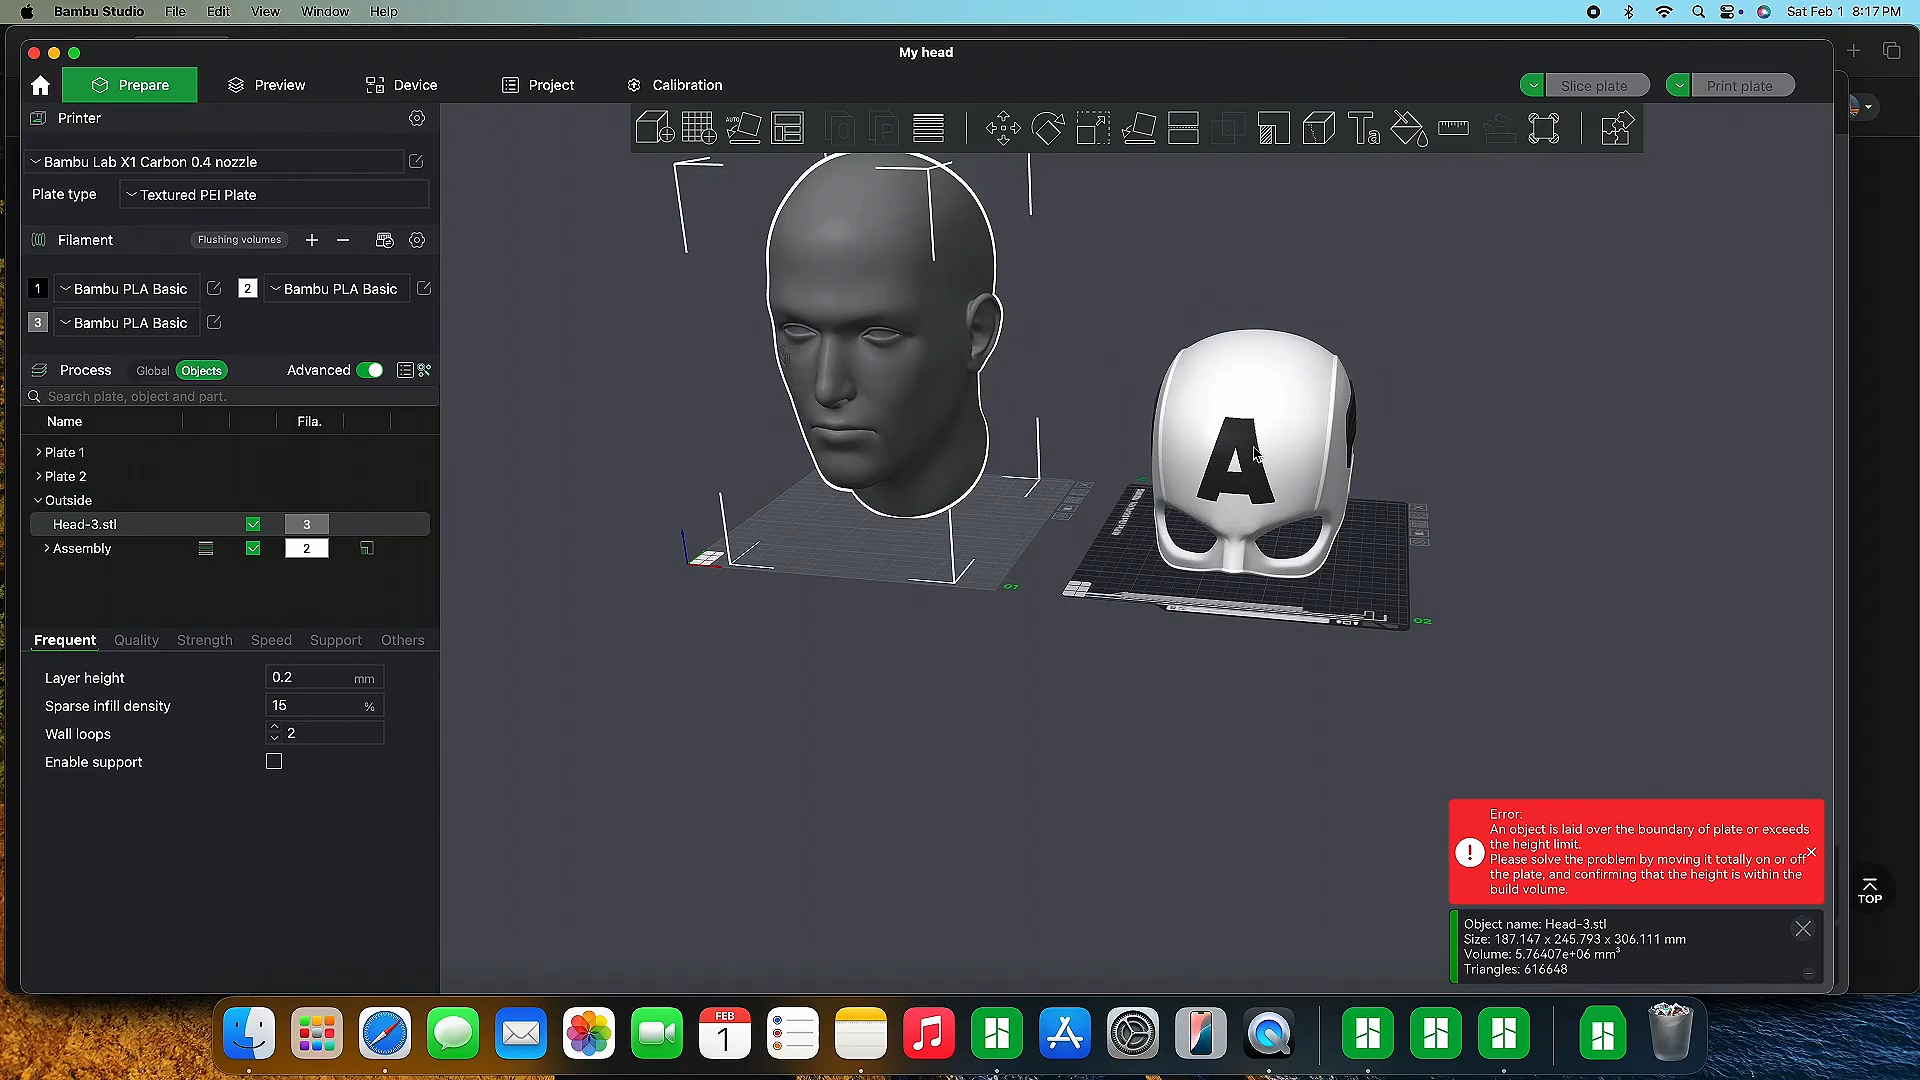 Bambu Studio File Edit View Window Help
Sat Feb 1 8:17 PM
My head
Prepare Preview Device Project Calibration
Slice plate Print plate
Printer
Bambu Lab X1 Carbon 0.4 nozzle
Plate type Textured PEI Plate
Filament Flushing volumes
1 Bambu PLA Basic 2 Bambu PLA Basic
3 Bambu PLA Basic
Process Global Objects Advanced
Search plate, object and part.
Name Fila.
Plate 1
Plate 2
Outside
Head-3.stl 3
Assembly 2
Frequent Quality Strength Speed Support Others
Layer height 0.2 mm
Sparse infill density 15 %
Wall loops 2
Enable support
AUTO
Ta
A
01
02
Error:
An object is laid over the boundary of plate or exceeds
the height limit.
Please solve the problem by moving it totally on or off
the plate, and confirming that the height is within the
build volume.
Object name: Head-3.stl
Size: 187.147 x 245.793 x 306.111 mm
Volume: 5.76407e+06 mm³
Triangles: 616648
TOP
FEB
1